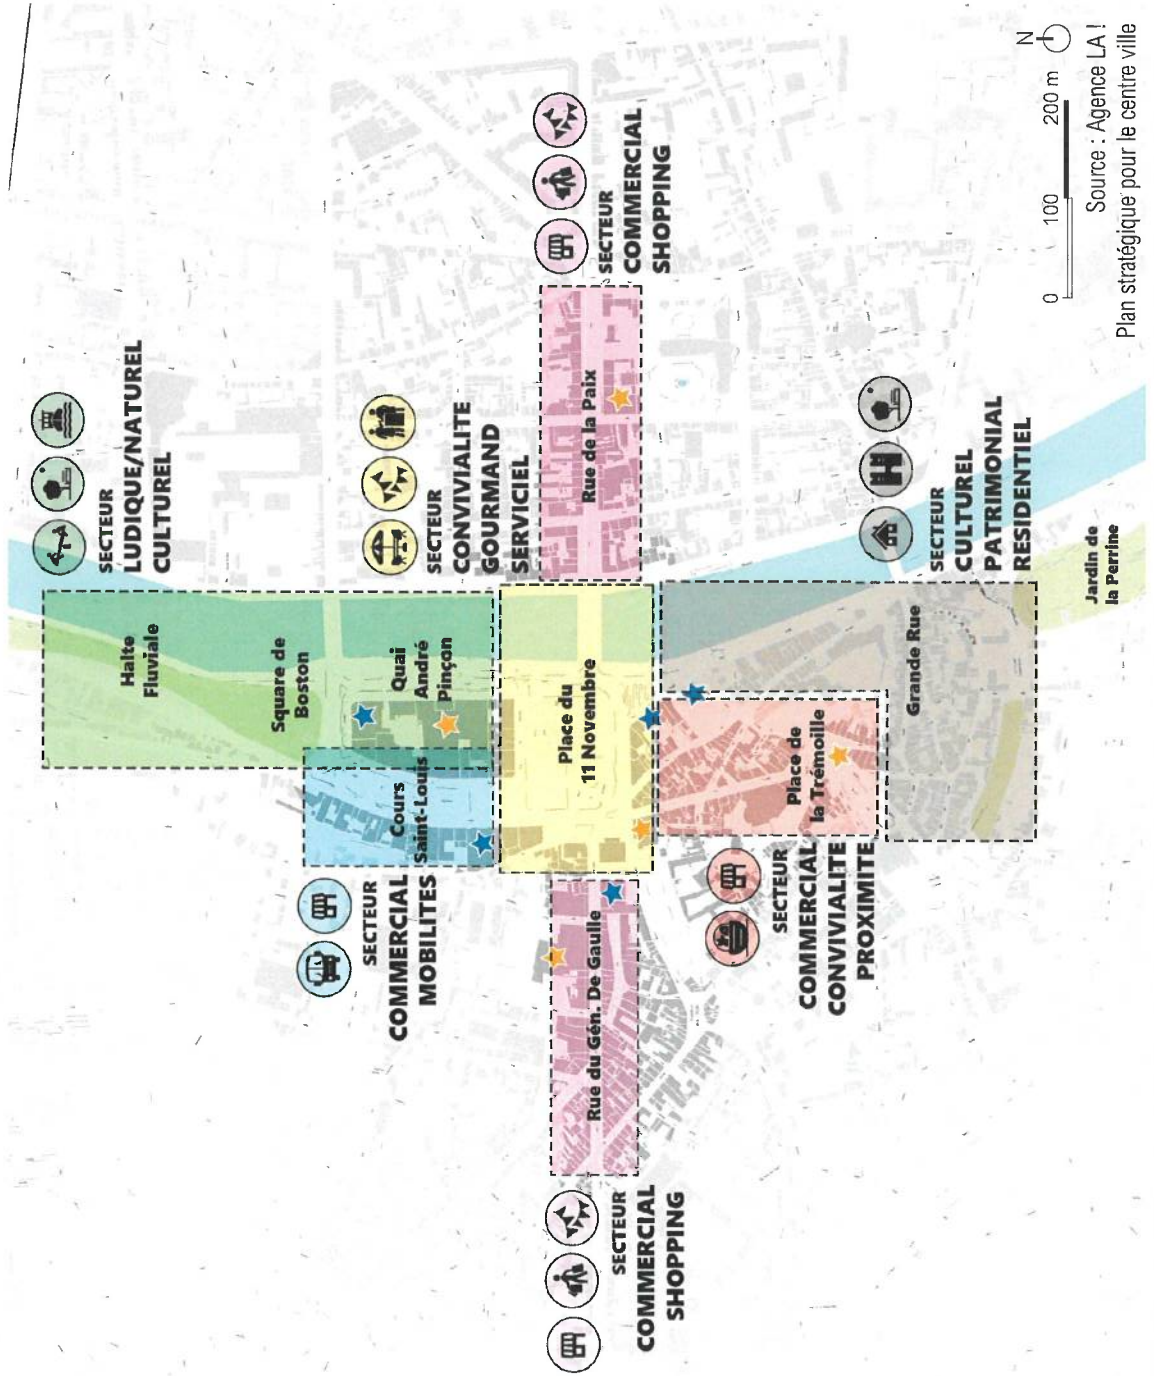 Halte
Fluviale
Square de
Boston
Quai
André
Pinçon
SECTEUR
LUDIQUE/NATUREL
CULTUREL
SECTEUR
CONVIVIALITE
GOURMAND
SERVICIEL
Cours
Saint-Louis
SECTEUR
COMMERCIAL
MOBILITES
Place du
11 Novembre
Rue de la Paix
SECTEUR
COMMERCIAL
SHOPPING
Rue du Gén. De Gaulle
SECTEUR
COMMERCIAL
SHOPPING
Place de
la Trémoille
SECTEUR
COMMERCIAL
CONVIVIALITE
PROXIMITE
Grande Rue
SECTEUR
CULTUREL
PATRIMONIAL
RESIDENTIEL
Jardin de
la Perrine
N
0 100 200 m
Source : Agence LA !
Plan stratégique pour le centre ville